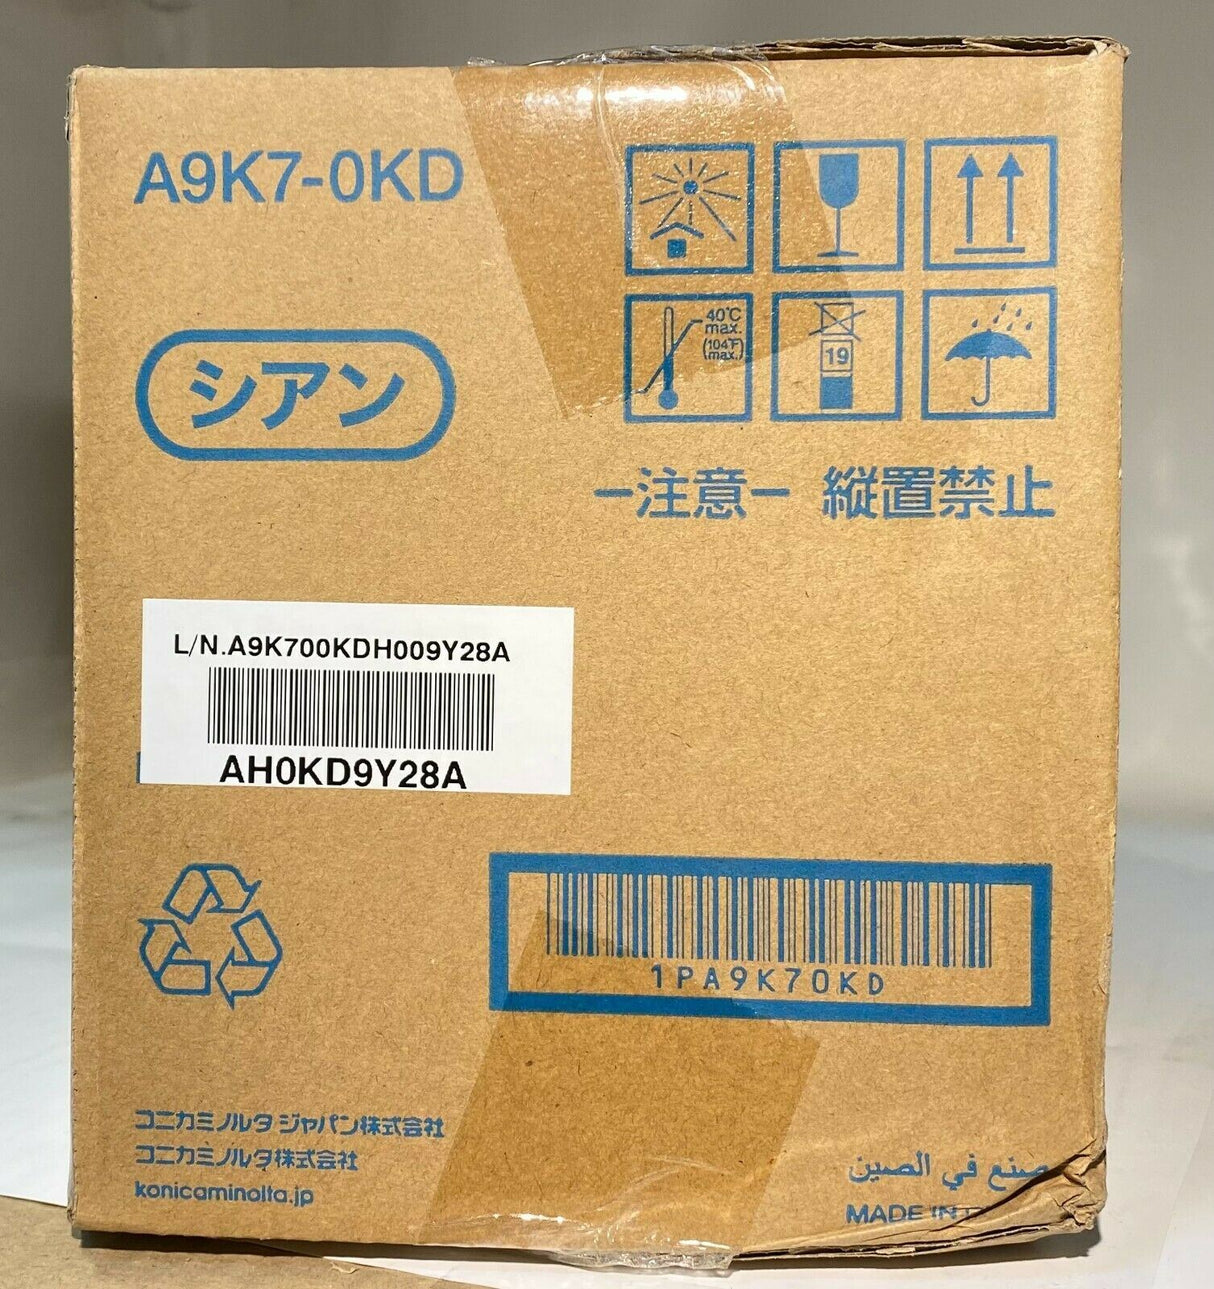 A9K7-0KD
シアン
40℃
max.
(104℉
max.)
19
ー注意ー 縦置禁止
L/N.A9K700KDH009Y28A
AH0KD9Y28A
1PA9K70KD
コニカミノルタ ジャパン株式会社
コニカミノルタ株式会社
konicaminolta.jp
صنع في الصين
MADE IN